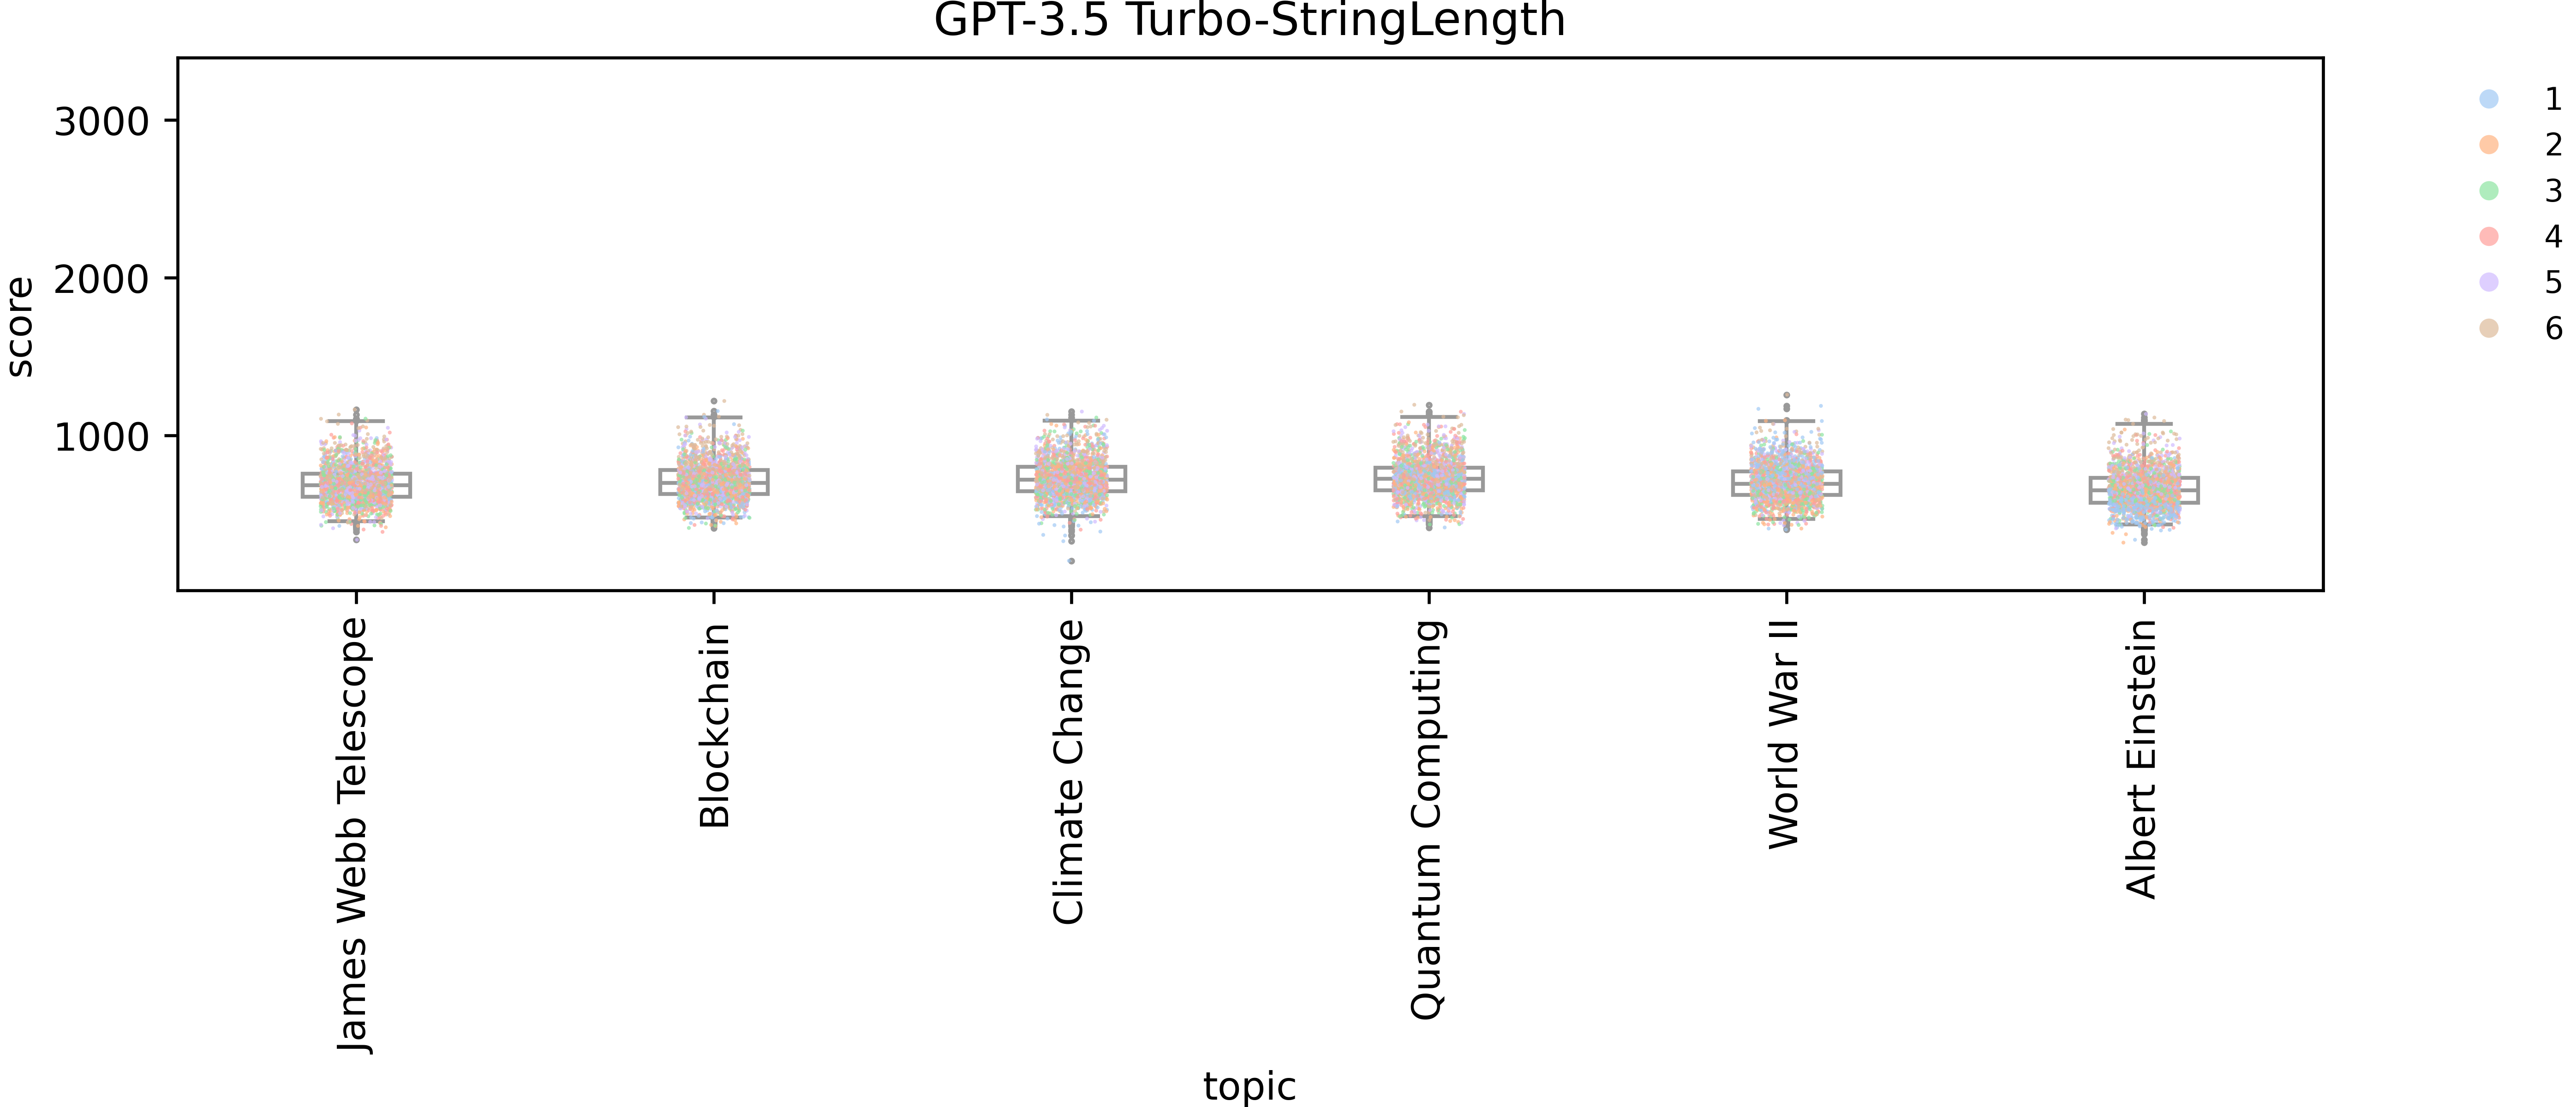 GPT-3.5 Turbo-StringLength
score
3000
2000
1000
1
2
3
4
5
6
James Webb Telescope
Blockchain
Climate Change
Quantum Computing
World War II
Albert Einstein
topic